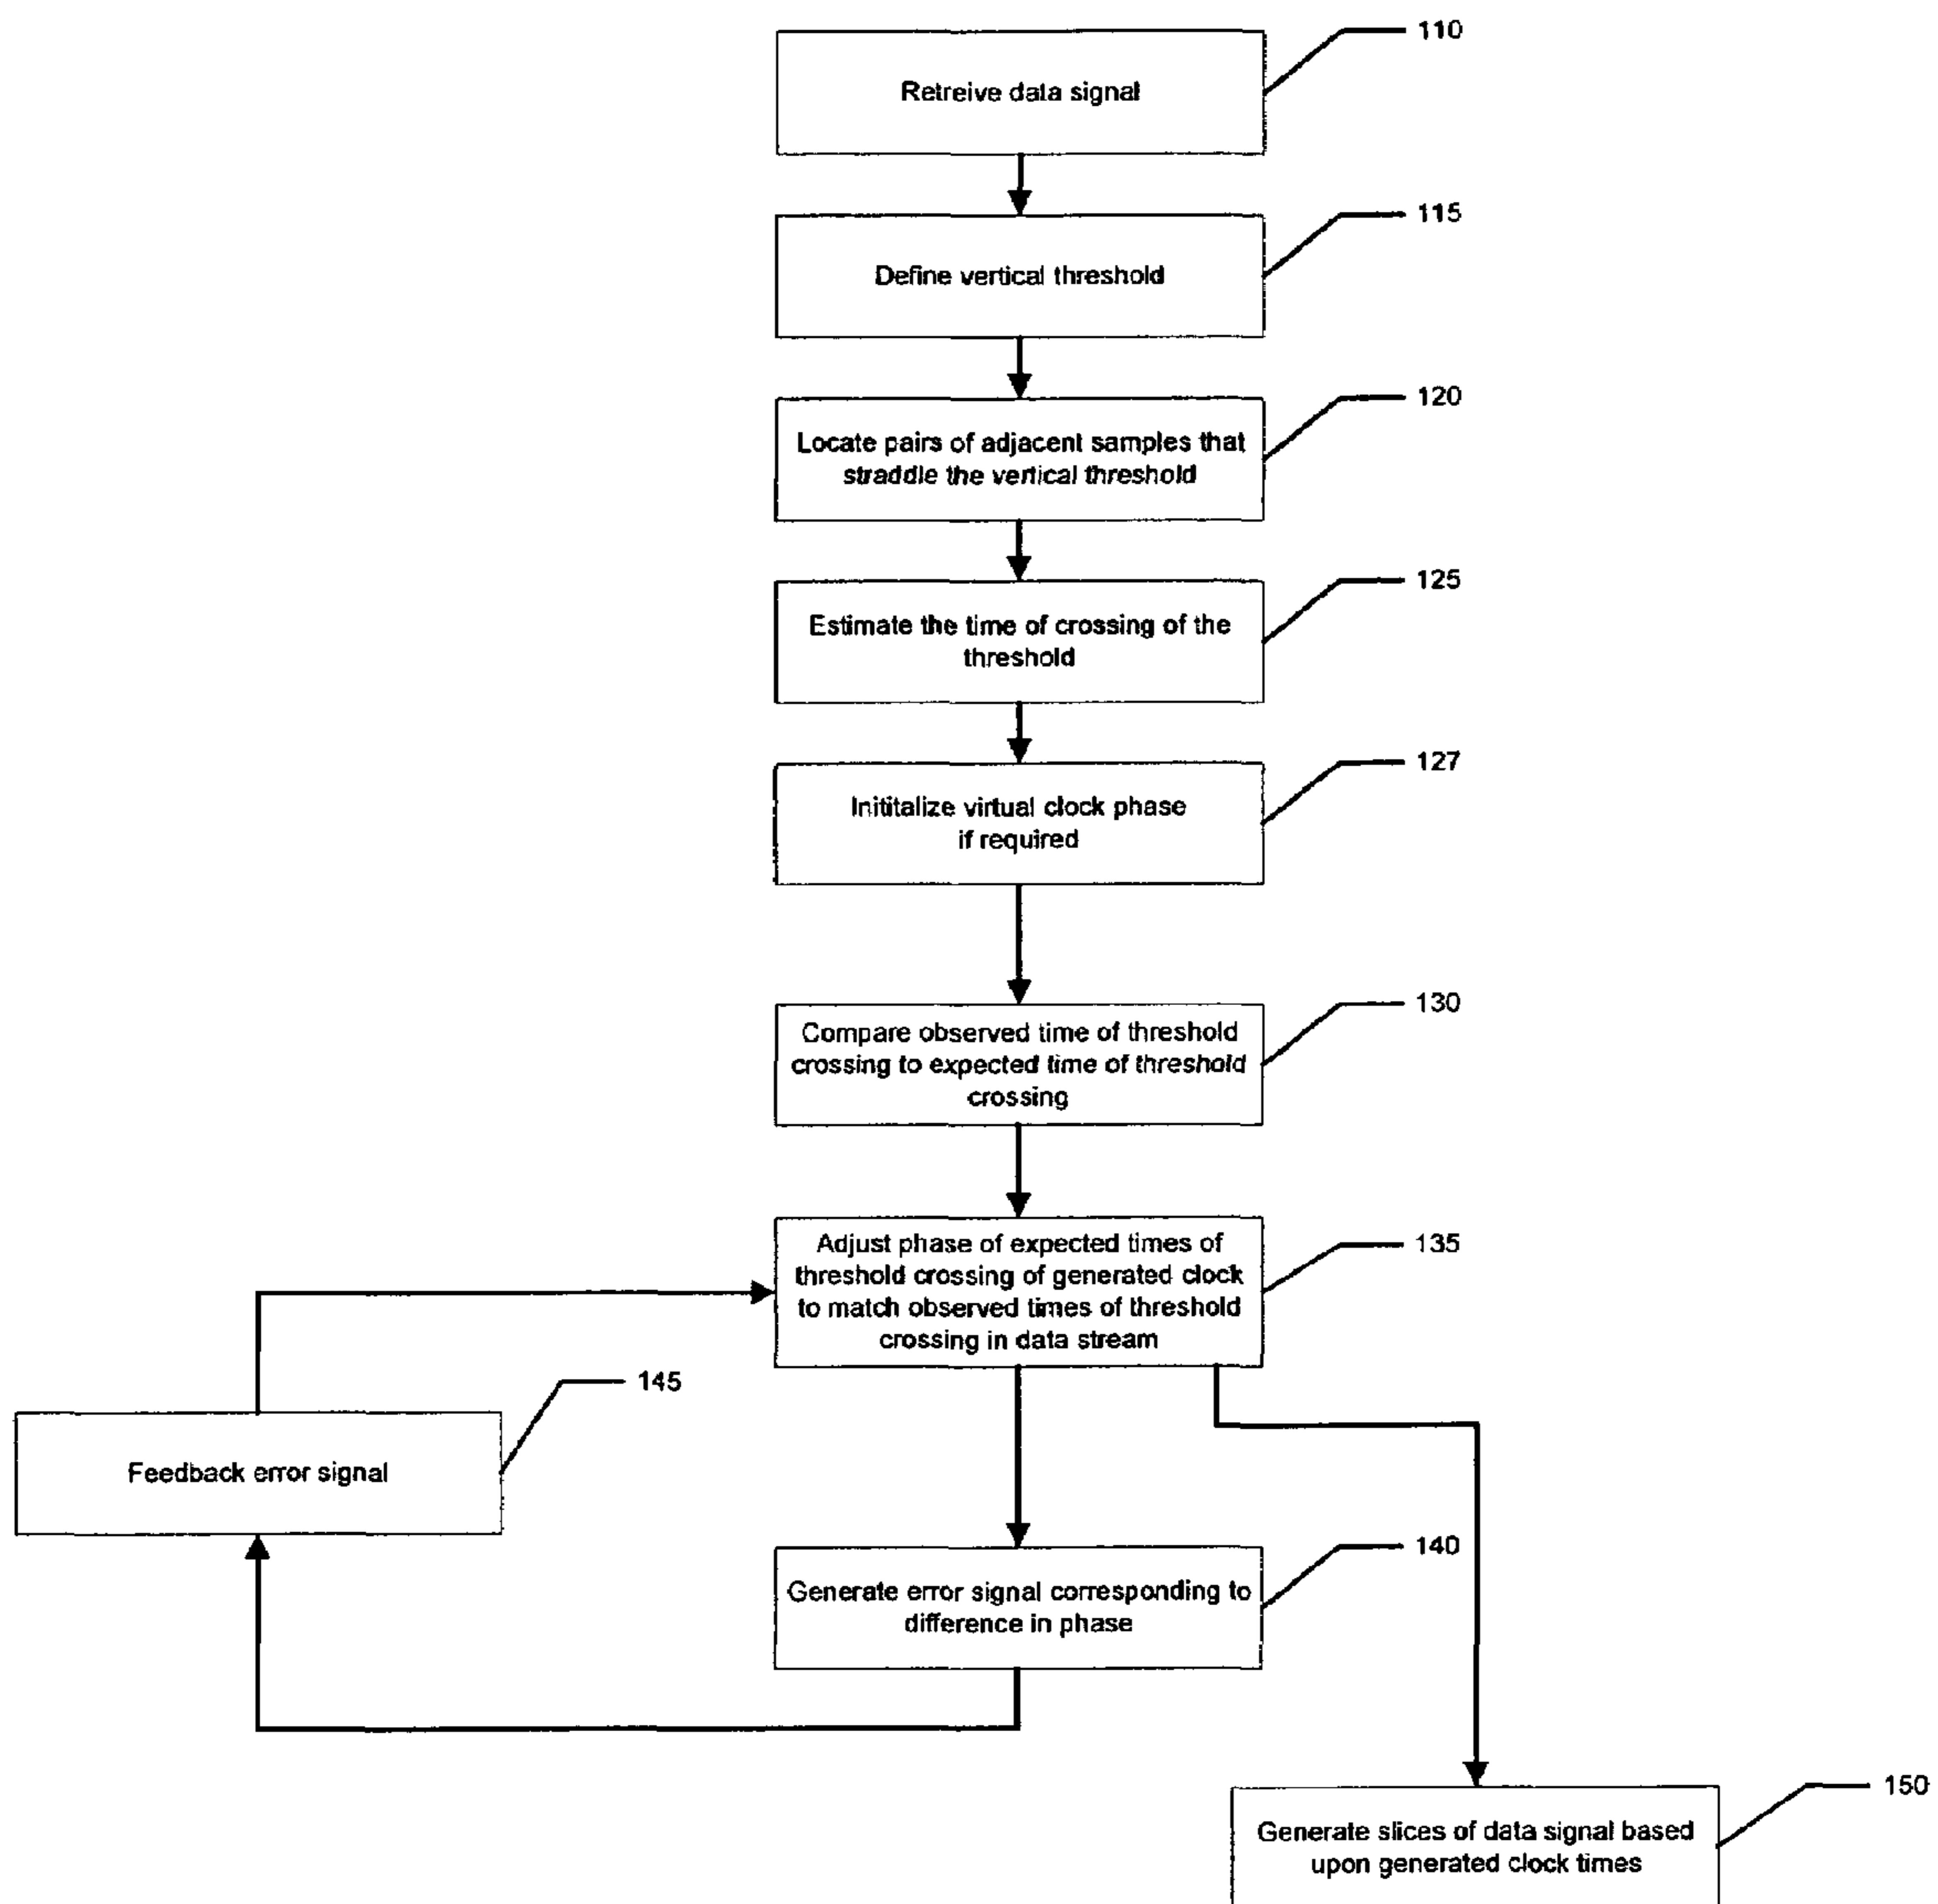 110
Retreive data signal
115
Define vertical threshold
120
Locate pairs of adjacent samples that
straddle the vertical threshold
125
Estimate the time of crossing of the
threshold
127
Inititalize virtual clock phase
if required
130
Compare observed time of threshold
crossing to expected time of threshold
crossing
135
Adjust phase of expected times of
threshold crossing of generated clock
to match observed times of threshold
crossing in data stream
145
Feedback error signal
140
Generate error signal corresponding to
difference in phase
150
Generate slices of data signal based
upon generated clock times